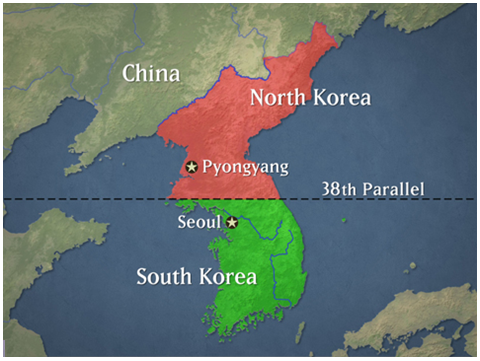 China
North Korea
Pyongyang
38th Parallel
Seoul
South Korea